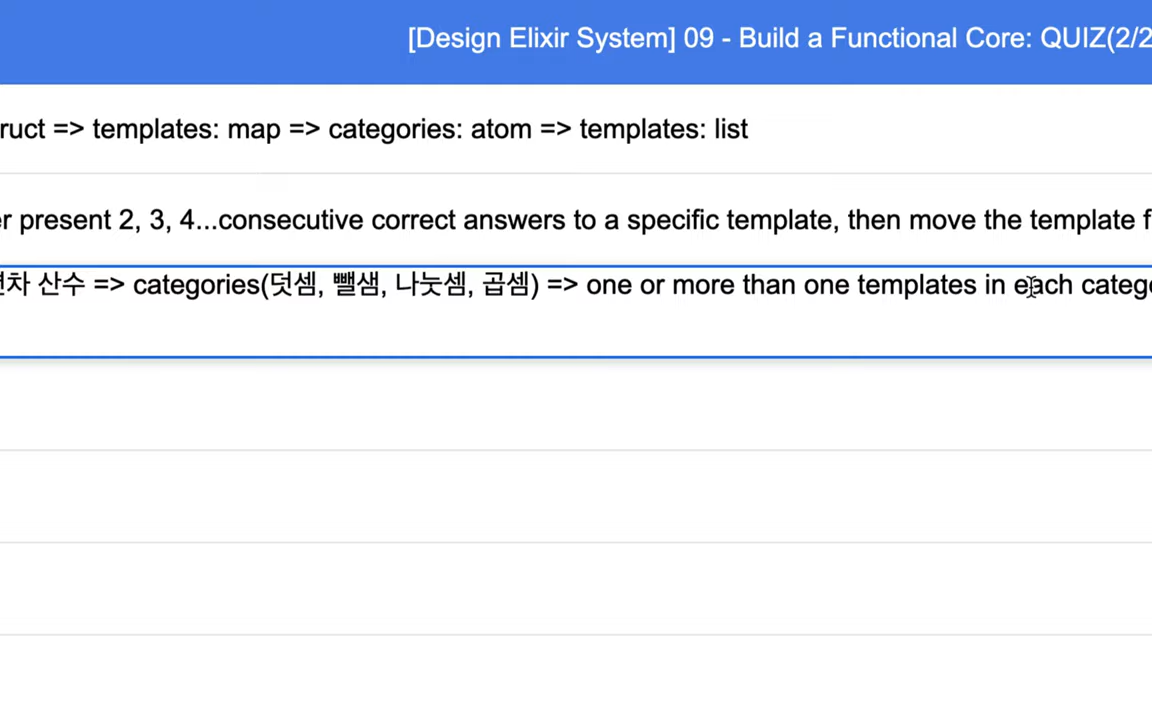 [Design Elixir System] 09 - Build a Functional Core: QUIZ(2/2
ruct => templates: map => categories: atom => templates: list
r present 2, 3, 4...consecutive correct answers to a specific template, then move the template f
차 산수 => categories(덧셈, 뺄샘, 나눗셈, 곱셈) => one or more than one templates in each catego